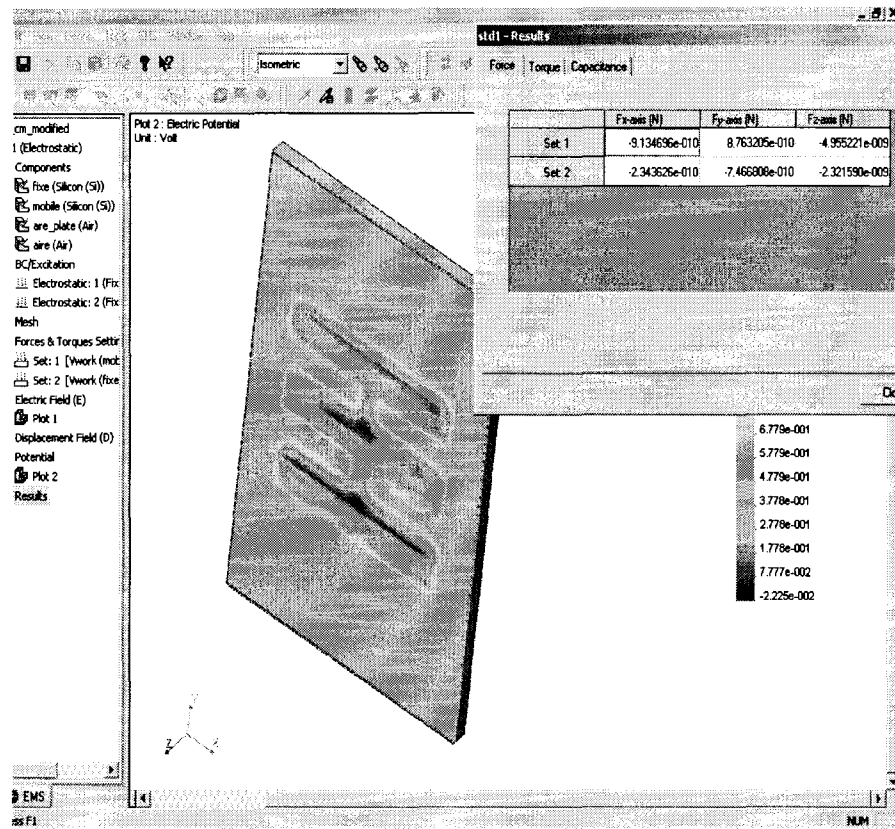 std1 - Results
Isometric
Force Torque Capacitance
Fx-axis (N) Fy-axis (N) Fz-axis (N)
Set: 1 -9.134696e-010 8.763205e-010 -4.955221e-009
Set: 2 -2.343626e-010 -7.466808e-010 -2.321590e-009
_cm_modified
1 (Electrostatic)
Components
fixe (Silicon (Si))
mobile (Silicon (Si))
are_plate (Air)
aire (Air)
BC/Excitation
Electrostatic: 1 (Fix
Electrostatic: 2 (Fix
Mesh
Forces & Torques Settin
Set: 1 [Vwork (mob
Set: 2 [Vwork (fixe
Electric Field (E)
Plot 1
Displacement Field (D)
Potential
Plot 2
Results
Plot 2 : Electric Potential
Unit : Volt
6.779e-001
5.779e-001
4.779e-001
3.778e-001
2.778e-001
1.778e-001
7.777e-002
-2.225e-002
Z
EMS
ess F1
NUM